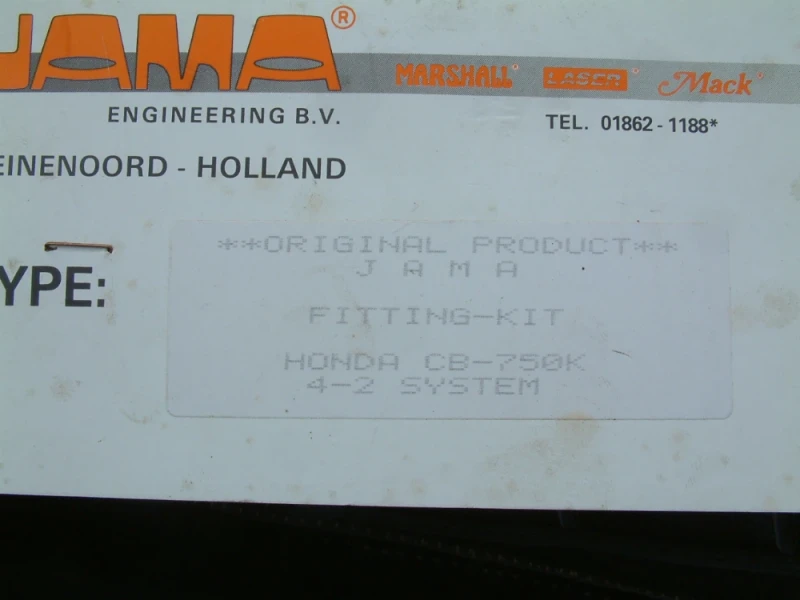 JAMA®
MARSHALL® LASER Mack®
ENGINEERING B.V.
TEL. 01862-1188*
EINENOORD - HOLLAND
YPE:
**ORIGINAL PRODUCT**
J A M A
FITTING-KIT
HONDA CB-750K
4-2 SYSTEM